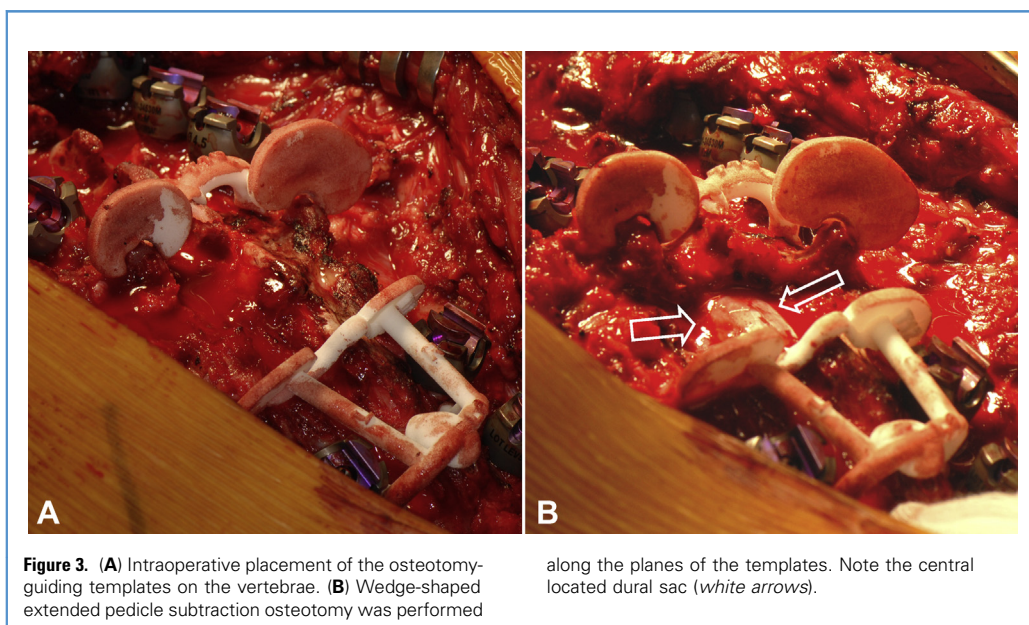 A
B
Figure 3. (A) Intraoperative placement of the osteotomy-
guiding templates on the vertebrae. (B) Wedge-shaped
extended pedicle subtraction osteotomy was performed
along the planes of the templates. Note the central
located dural sac (white arrows).